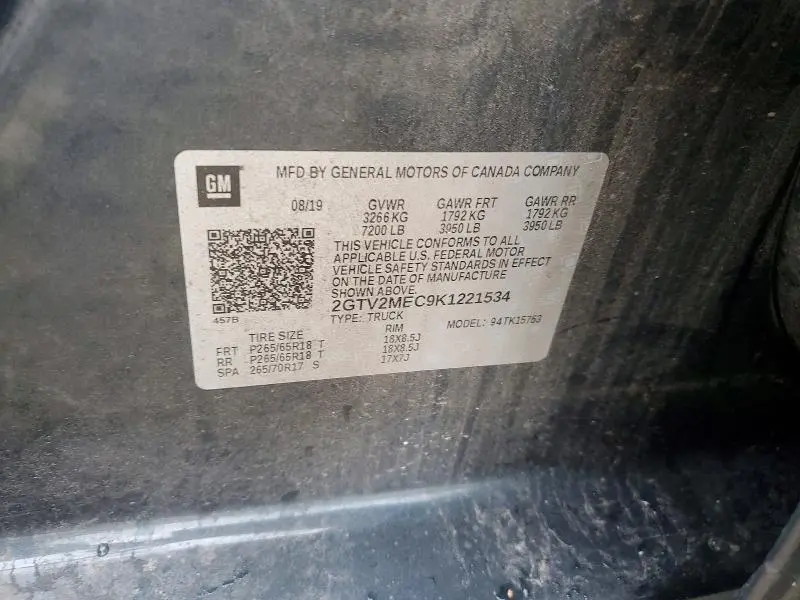 GM
MFD BY GENERAL MOTORS OF CANADA COMPANY
08/19 GVWR GAWR FRT GAWR RR
3266 KG 1792 KG 1792 KG
7200 LB 3950 LB 3950 LB
THIS VEHICLE CONFORMS TO ALL
APPLICABLE U.S. FEDERAL MOTOR
VEHICLE SAFETY STANDARDS IN EFFECT
ON THE DATE OF MANUFACTURE
SHOWN ABOVE.
2GTV2MEC9K1221534
457B
TYPE: TRUCK MODEL: 94TK15753
TIRE SIZE RIM
FRT P265/65R18 T 18X8.5J
RR P265/65R18 T 18X8.5J
SPA 265/70R17 S 17X7J